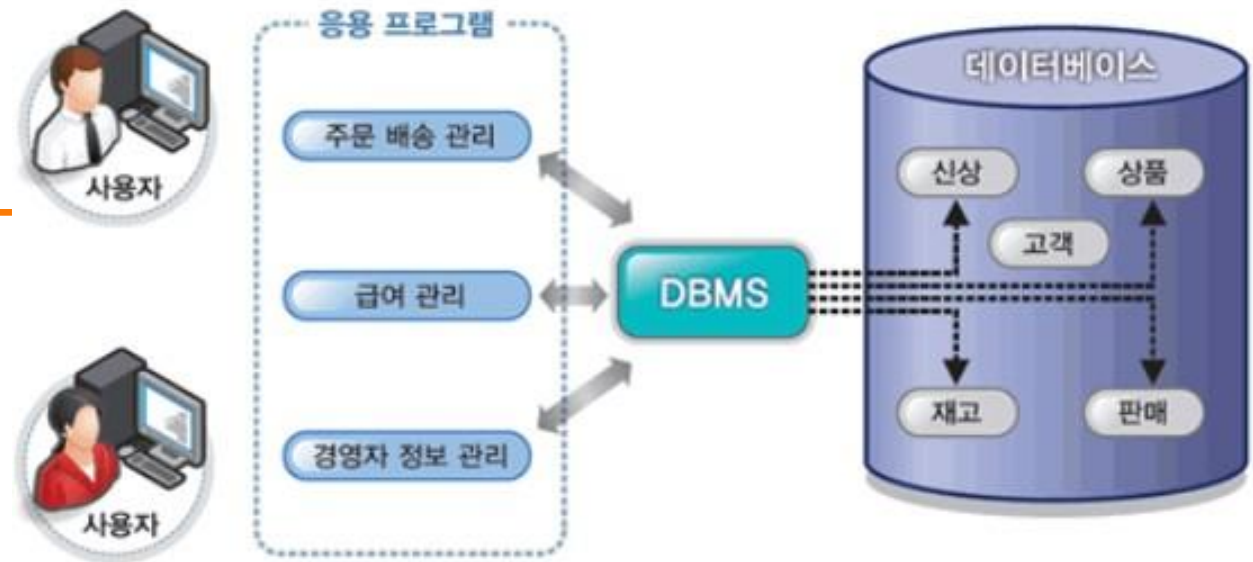 응용 프로그램
사용자
주문 배송 관리
급여 관리
경영자 정보 관리
사용자
DBMS
데이터베이스
신상
상품
고객
재고
판매